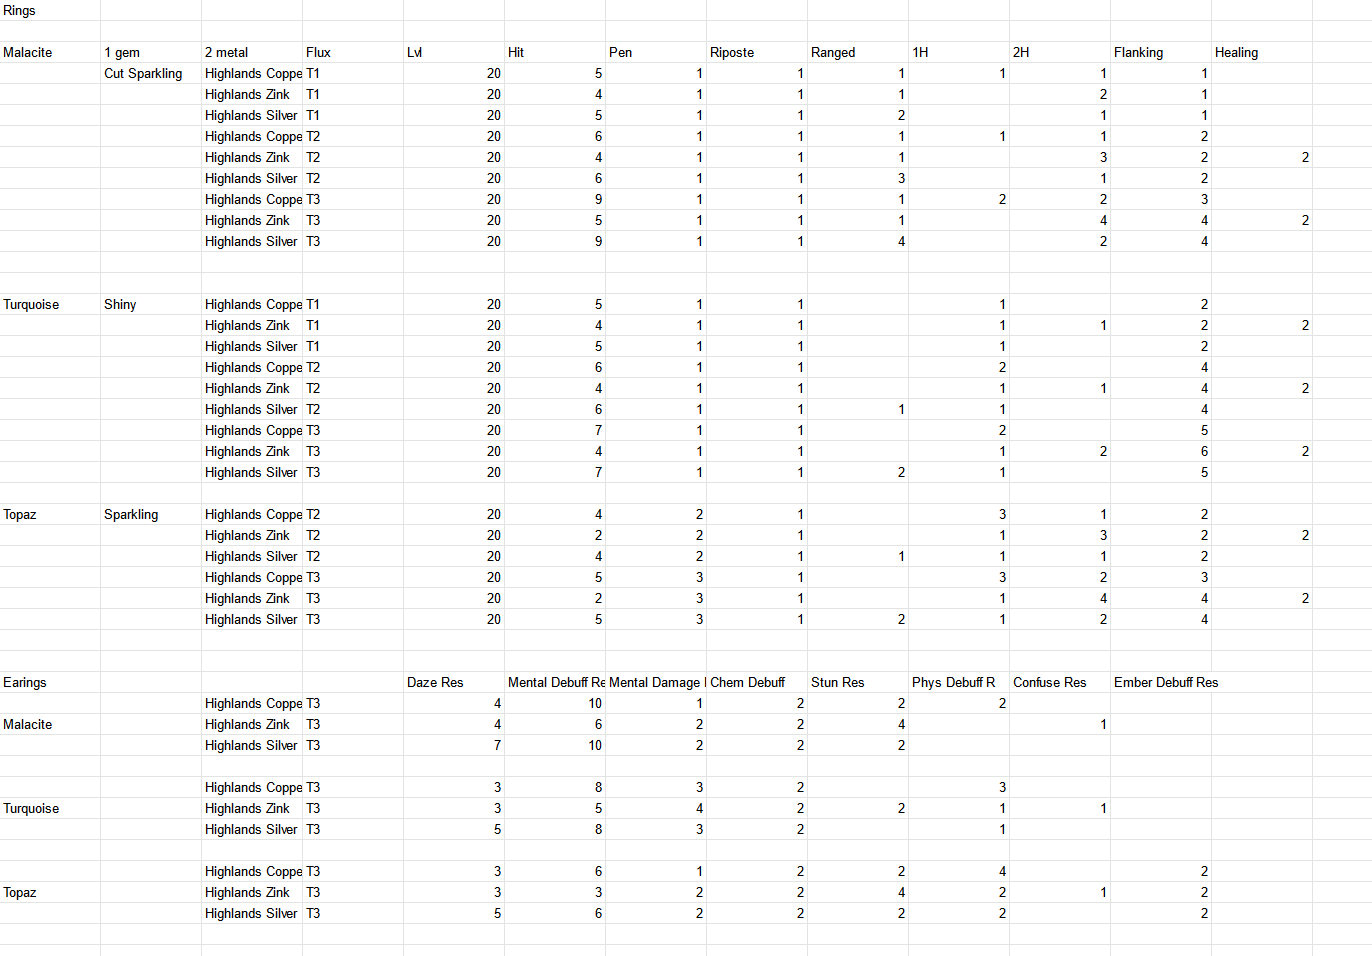 Rings
Malacite 1 gem 2 metal Flux Lvl Hit Pen Riposte Ranged 1H 2H Flanking Healing
Cut Sparkling Highlands Coppe T1 20 5 1 1 1 1 1 1
Highlands Zink T1 20 4 1 1 1 2 1
Highlands Silver T1 20 5 1 1 2 1 1
Highlands Coppe T2 20 6 1 1 1 1 1 2
Highlands Zink T2 20 4 1 1 1 3 2 2
Highlands Silver T2 20 6 1 1 3 1 2
Highlands Coppe T3 20 9 1 1 1 2 2 3
Highlands Zink T3 20 5 1 1 1 4 4 2
Highlands Silver T3 20 9 1 1 4 2 4
Turquoise Shiny Highlands Coppe T1 20 5 1 1 1 2
Highlands Zink T1 20 4 1 1 1 1 2 2
Highlands Silver T1 20 5 1 1 1 2
Highlands Coppe T2 20 6 1 1 2 4
Highlands Zink T2 20 4 1 1 1 1 4 2
Highlands Silver T2 20 6 1 1 1 1 4
Highlands Coppe T3 20 7 1 1 2 5
Highlands Zink T3 20 4 1 1 1 2 6 2
Highlands Silver T3 20 7 1 1 2 1 5
Topaz Sparkling Highlands Coppe T2 20 4 2 1 3 1 2
Highlands Zink T2 20 2 2 1 1 3 2 2
Highlands Silver T2 20 4 2 1 1 1 1 2
Highlands Coppe T3 20 5 3 1 3 2 3
Highlands Zink T3 20 2 3 1 1 4 4 2
Highlands Silver T3 20 5 3 1 2 1 2 4
Earings Daze Res Mental Debuff Re Mental Damage Chem Debuff Stun Res Phys Debuff R Confuse Res Ember Debuff Res
Highlands Coppe T3 4 10 1 2 2 2
Malacite Highlands Zink T3 4 6 2 2 4 1
Highlands Silver T3 7 10 2 2 2
Highlands Coppe T3 3 8 3 2 3
Turquoise Highlands Zink T3 3 5 4 2 2 1 1
Highlands Silver T3 5 8 3 2 1
Highlands Coppe T3 3 6 1 2 2 4 2
Topaz Highlands Zink T3 3 3 2 2 4 2 1 2
Highlands Silver T3 5 6 2 2 2 2 2